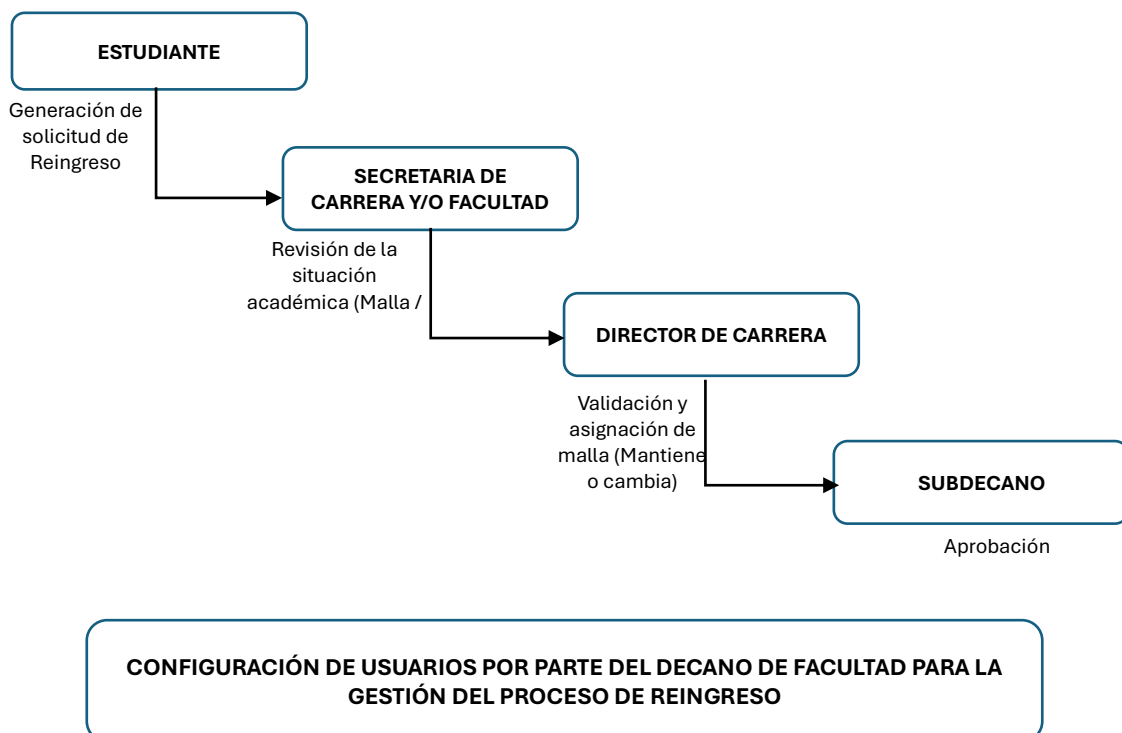 ESTUDIANTE
Generación de
solicitud de
Reingreso
SECRETARIA DE
CARRERA Y/O FACULTAD
Revisión de la
situación
académica (Malla /
DIRECTOR DE CARRERA
Validación y
asignación de
malla (Mantiene
o cambia)
SUBDECANO
Aprobación
CONFIGURACIÓN DE USUARIOS POR PARTE DEL DECANO DE FACULTAD PARA LA
GESTIÓN DEL PROCESO DE REINGRESO